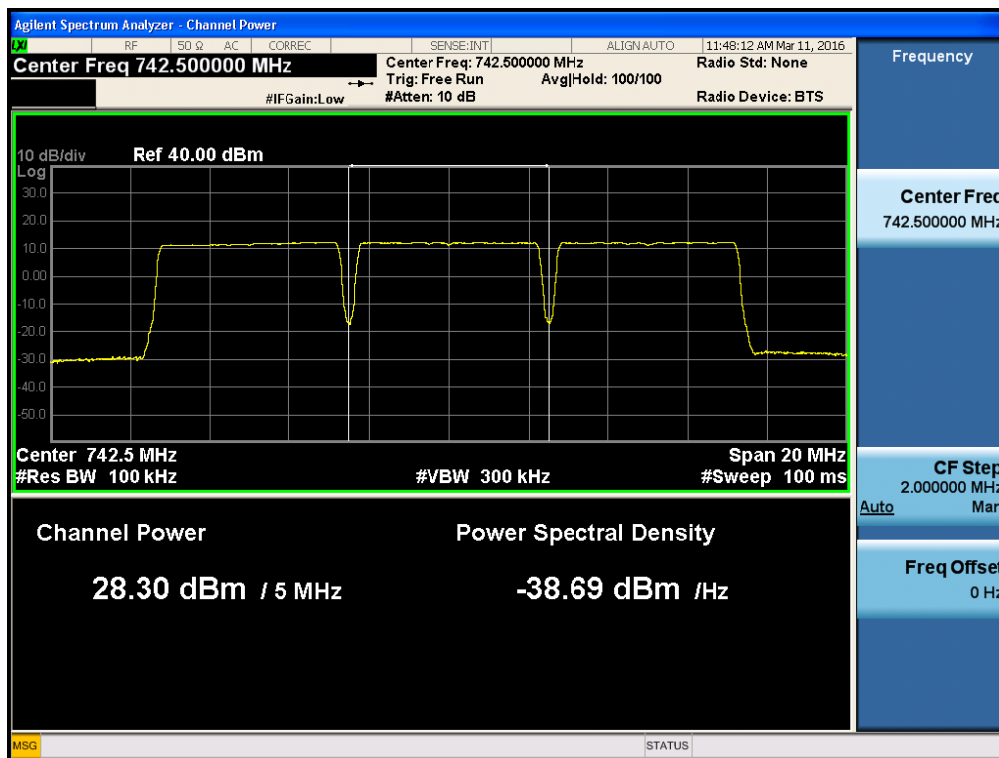 Agilent Spectrum Analyzer - Channel Power
LXI RF 50 Ω AC CORREC SENSE:INT ALIGN AUTO 11:48:12 AM Mar 11, 2016
Center Freq 742.500000 MHz
Center Freq: 742.500000 MHz
Radio Std: None
Trig: Free Run Avg|Hold: 100/100
#IFGain:Low
#Atten: 10 dB
Radio Device: BTS
10 dB/div Ref 40.00 dBm
Log
30.0
20.0
10.0
0.00
-10.0
-20.0
-30.0
-40.0
-50.0
Center 742.5 MHz Span 20 MHz
#Res BW 100 kHz #VBW 300 kHz #Sweep 100 ms
Channel Power Power Spectral Density
28.30 dBm / 5 MHz -38.69 dBm /Hz
Frequency
Center Freq
742.500000 MHz
CF Step
2.000000 MHz
Auto Man
Freq Offset
0 Hz
MSG STATUS